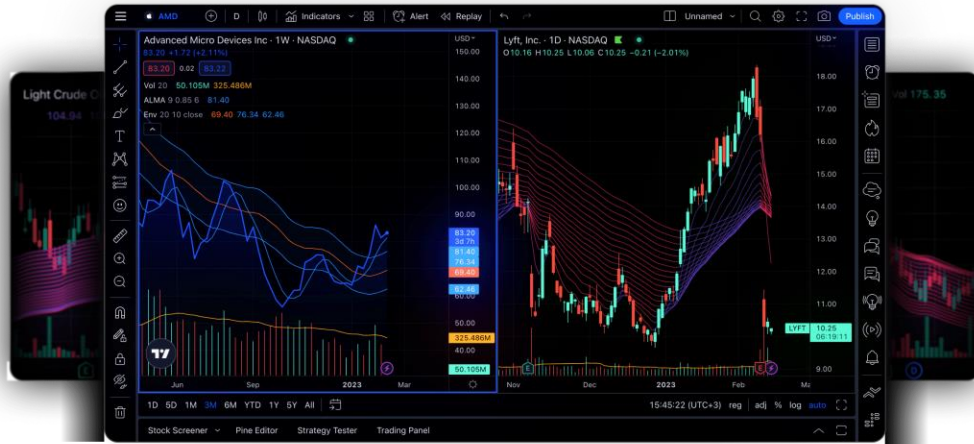 AMD
D
Indicators
Alert
Replay
Unnamed
Publish
Advanced Micro Devices Inc · 1W · NASDAQ
83.20 +1.72 (+2.11%)
83.20 0.02 83.22
Vol 20 50.105M 325.486M
ALMA 9 0.85 6 81.40
Env 20 10 close 69.40 76.34 62.46
USD
150.00
140.00
130.00
120.00
110.00
100.00
90.00
83.20
3d 7h
81.40
76.34
69.40
62.46
60.00
50.00
325.486M
40.00
50.105M
Jun Sep 2023 Mar
Lyft, Inc. · 1D · NASDAQ
O10.16 H10.25 L10.06 C10.25 −0.21 (−2.01%)
USD
18.00
17.00
16.00
15.00
14.00
13.00
12.00
11.00
LYFT 10.25
06:19:11
9.00
E E
Nov Dec 2023 Feb
1D 5D 1M 3M 6M YTD 1Y 5Y All
15:45:22 (UTC+3) reg adj % log auto
Stock Screener Pine Editor Strategy Tester Trading Panel
Light Crude
104.94
E
Vol 175.35
D